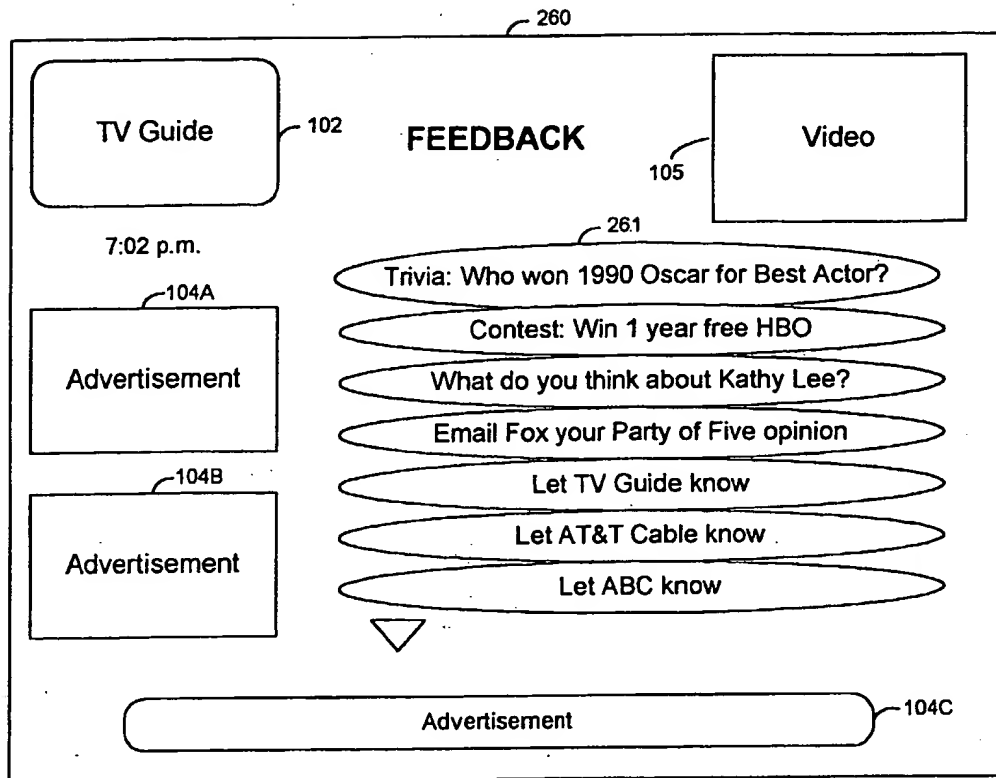 260
TV Guide
102
FEEDBACK
Video
105
7:02 p.m.
261
Trivia: Who won 1990 Oscar for Best Actor?
104A
Contest: Win 1 year free HBO
Advertisement
What do you think about Kathy Lee?
Email Fox your Party of Five opinion
104B
Let TV Guide know
Advertisement
Let AT&T Cable know
Let ABC know
Advertisement
104C